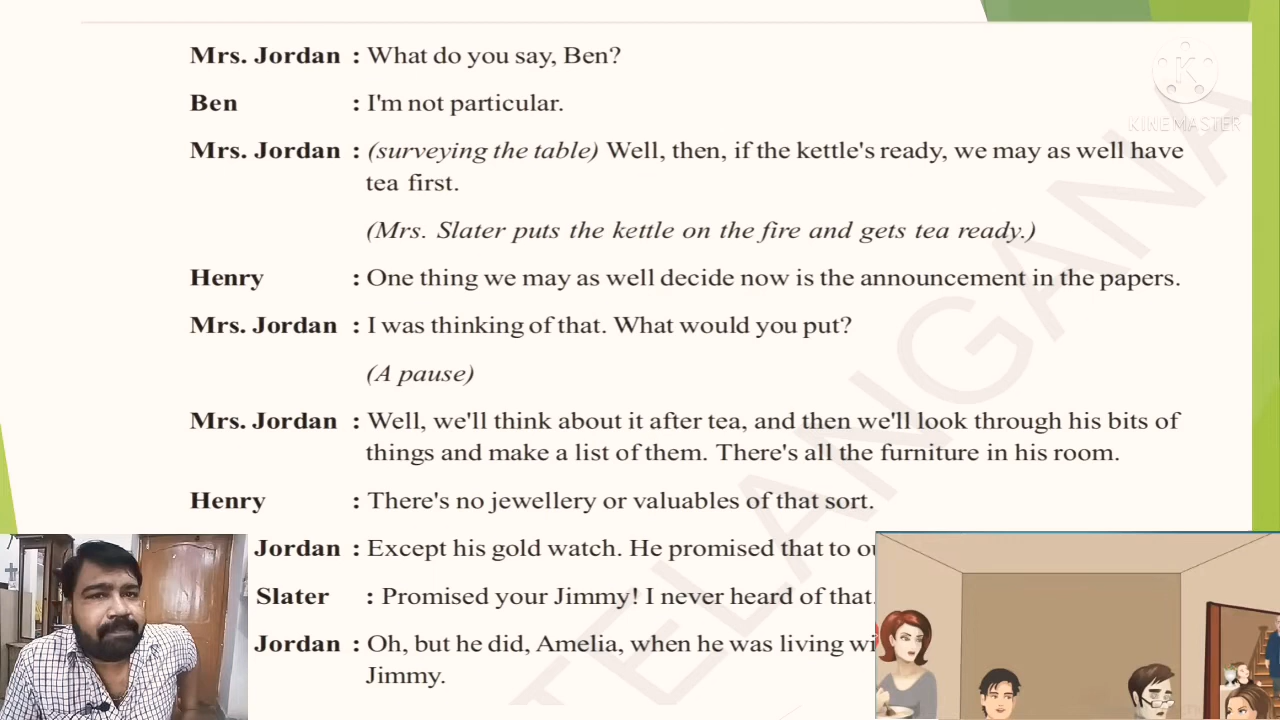 Mrs. Jordan : What do you say, Ben?
KINEMASTER
Ben : I'm not particular.
Mrs. Jordan : (surveying the table) Well, then, if the kettle's ready, we may as well have
tea first.
(Mrs. Slater puts the kettle on the fire and gets tea ready.)
Henry : One thing we may as well decide now is the announcement in the papers.
Mrs. Jordan : I was thinking of that. What would you put?
(A pause)
Mrs. Jordan : Well, we'll think about it after tea, and then we'll look through his bits of
things and make a list of them. There's all the furniture in his room.
Henry : There's no jewellery or valuables of that sort.
Jordan : Except his gold watch. He promised that to
Slater : Promised your Jimmy! I never heard of that.
Jordan : Oh, but he did, Amelia, when he was living
Jimmy.
TELANGANA